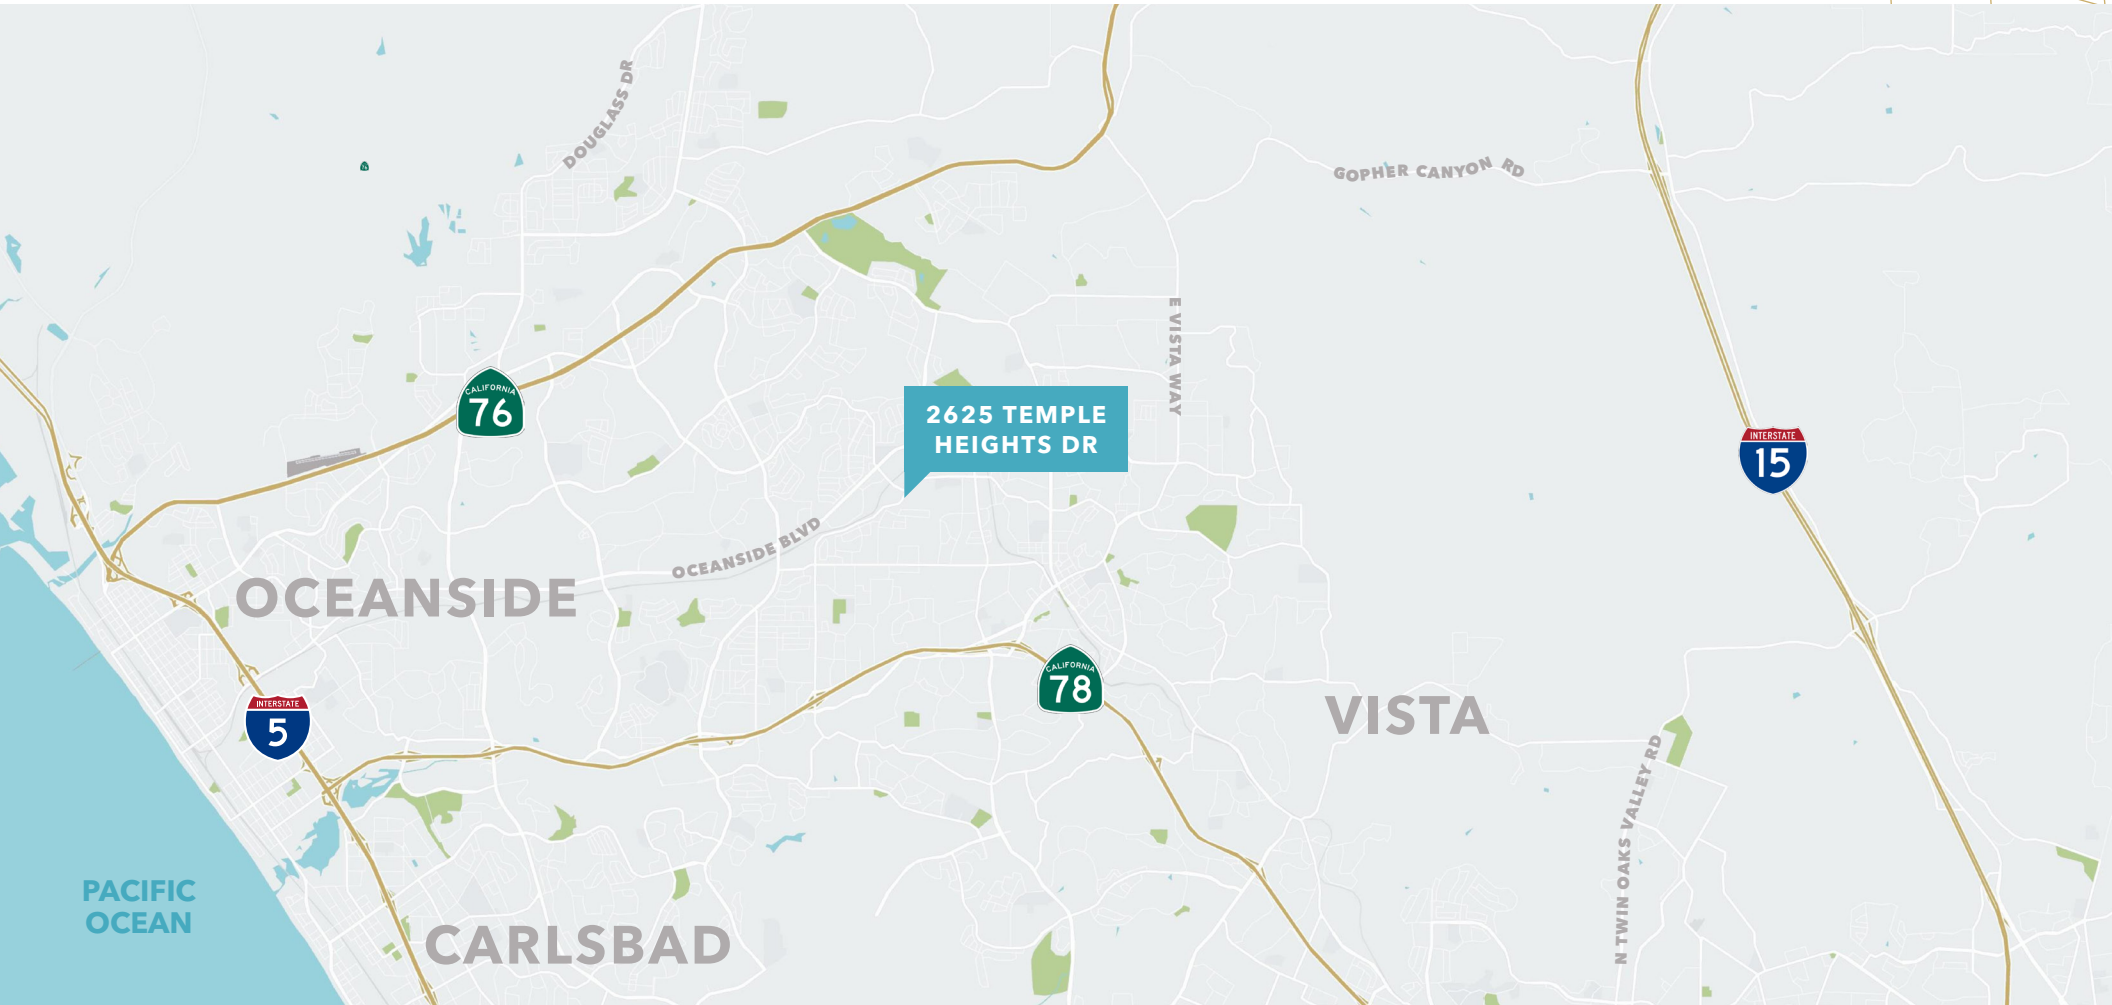 DOUGLASS DR
GOPHER CANYON RD
E VISTA WAY
CALIFORNIA
76
2625 TEMPLE
HEIGHTS DR
INTERSTATE
15
OCEANSIDE BLVD
OCEANSIDE
CALIFORNIA
78
INTERSTATE
5
VISTA
N TWIN OAKS VALLEY RD
PACIFIC
OCEAN
CARLSBAD